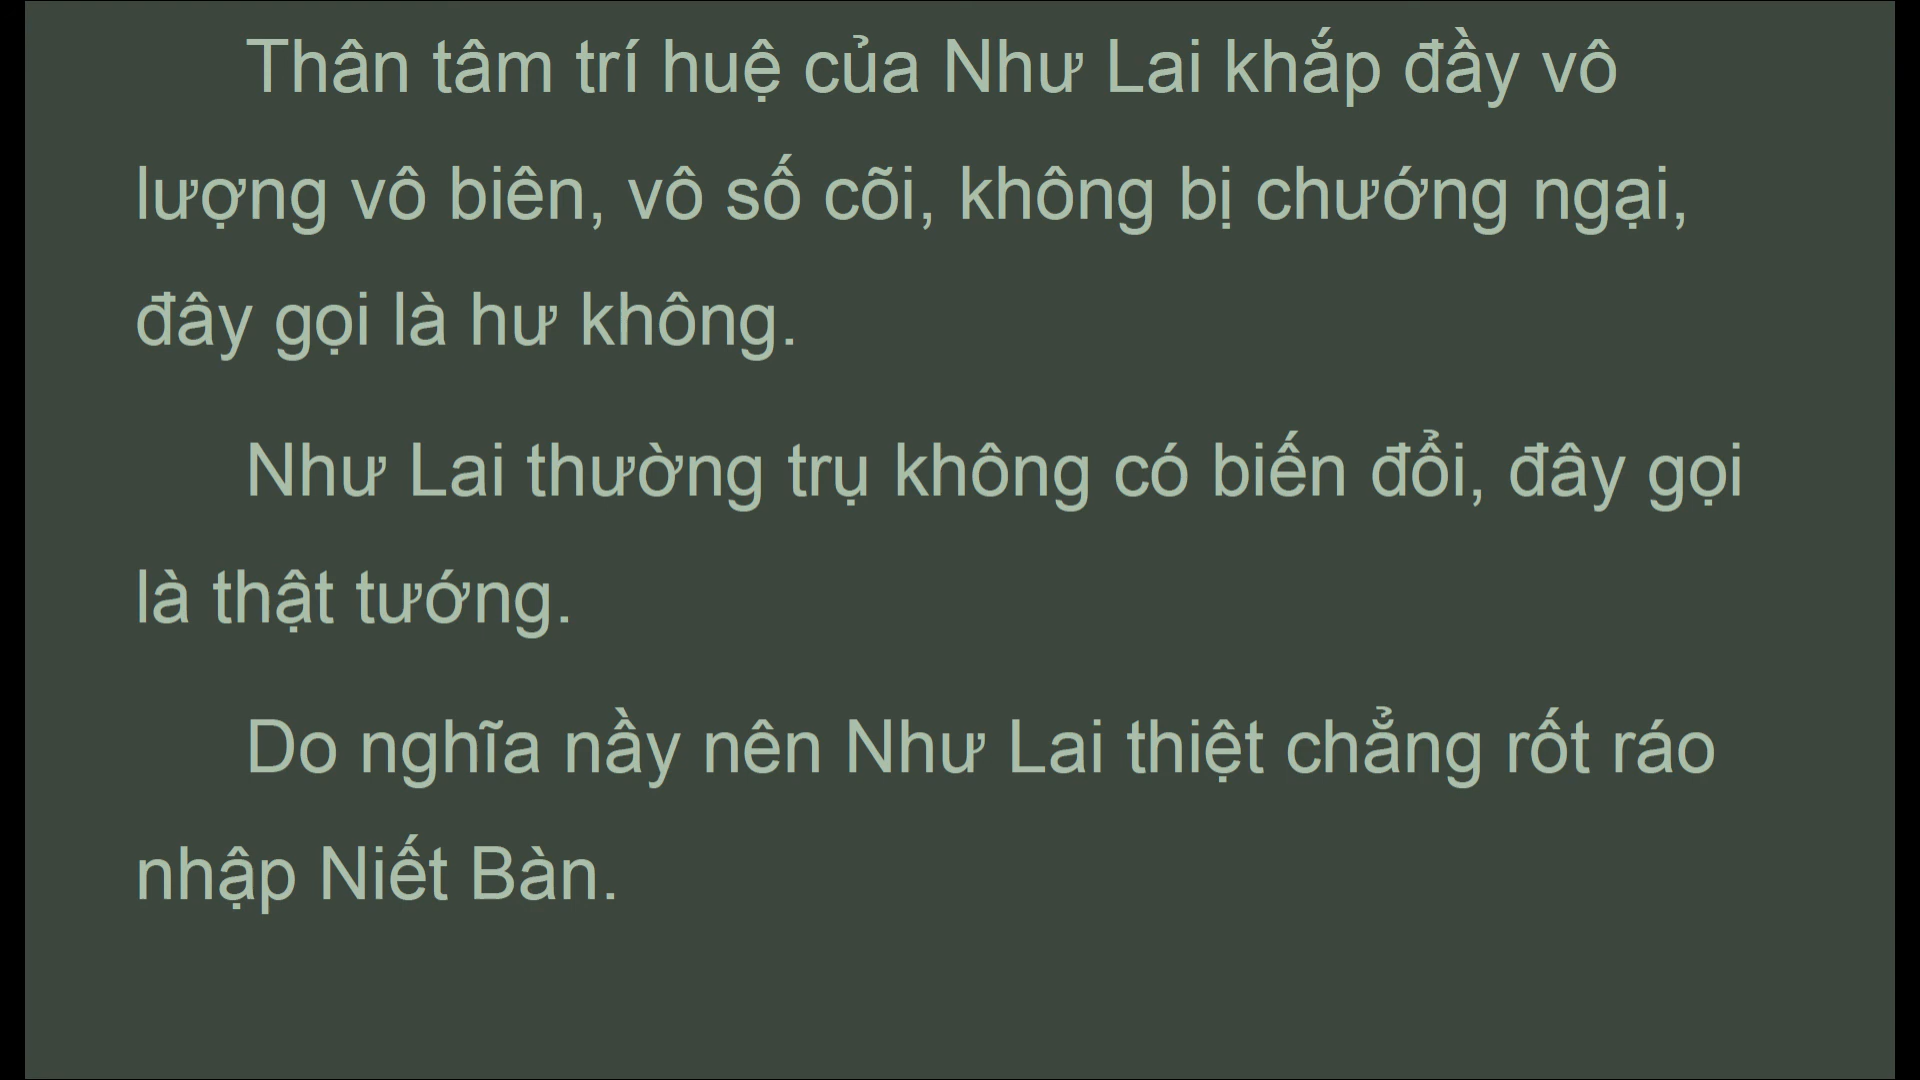 Thân tâm trí huệ của Như Lai khắp đầy vô
lượng vô biên, vô số cõi, không bị chướng ngại,
đây gọi là hư không.
Như Lai thường trụ không có biến đổi, đây gọi
là thật tướng.
Do nghĩa nầy nên Như Lai thiệt chẳng rốt ráo
nhập Niết Bàn.